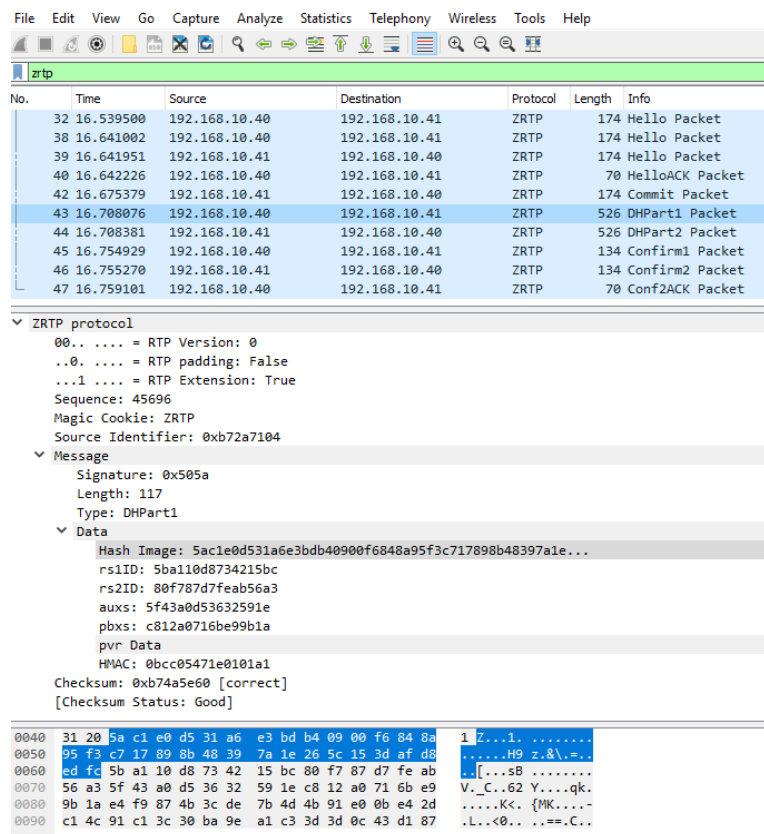 File Edit View Go Capture Analyze Statistics Telephony Wireless Tools Help
zrtp
No. Time Source Destination Protocol Length Info
32 16.539500 192.168.10.40 192.168.10.41 ZRTP 174 Hello Packet
38 16.641002 192.168.10.40 192.168.10.41 ZRTP 174 Hello Packet
39 16.641951 192.168.10.41 192.168.10.40 ZRTP 174 Hello Packet
40 16.642226 192.168.10.40 192.168.10.41 ZRTP 70 HelloACK Packet
42 16.675379 192.168.10.41 192.168.10.40 ZRTP 174 Commit Packet
43 16.708076 192.168.10.40 192.168.10.41 ZRTP 526 DHPart1 Packet
44 16.708381 192.168.10.41 192.168.10.40 ZRTP 526 DHPart2 Packet
45 16.754929 192.168.10.40 192.168.10.41 ZRTP 134 Confirm1 Packet
46 16.755270 192.168.10.41 192.168.10.40 ZRTP 134 Confirm2 Packet
47 16.759101 192.168.10.40 192.168.10.41 ZRTP 70 Conf2ACK Packet
ZRTP protocol
00.. .... = RTP Version: 0
..0. .... = RTP padding: False
...1 .... = RTP Extension: True
Sequence: 45696
Magic Cookie: ZRTP
Source Identifier: 0xb72a7104
Message
Signature: 0x505a
Length: 117
Type: DHPart1
Data
Hash Image: 5ac1e0d531a6e3bdb40900f6848a95f3c717898b48397a1e...
rs1ID: 5ba110d8734215bc
rs2ID: 80f787d7feab56a3
auxs: 5f43a0d53632591e
pbxs: c812a0716be99b1a
pvr Data
HMAC: 0bcc05471e0101a1
Checksum: 0xb74a5e60 [correct]
[Checksum Status: Good]
0040 31 20 5a c1 e0 d5 31 a6 e3 bd b4 09 00 f6 84 8a 1 Z...1. ........
0050 95 f3 c7 17 89 8b 48 39 7a 1e 26 5c 15 3d af d8 ......H9 z.&\.=..
0060 ed fc 5b a1 10 d8 73 42 15 bc 80 f7 87 d7 fe ab ..[...sB ........
0070 56 a3 5f 43 a0 d5 36 32 59 1e c8 12 a0 71 6b e9 V._C..62 Y....qk.
0080 9b 1a e4 f9 87 4b 3c de 7b 4d 4b 91 e0 0b e4 2d .....K<. {MK....-
0090 c1 4c 91 c1 3c 30 ba 9e a1 c3 3d 3d 0c 43 d1 87 .L..<0.. ..==.C..